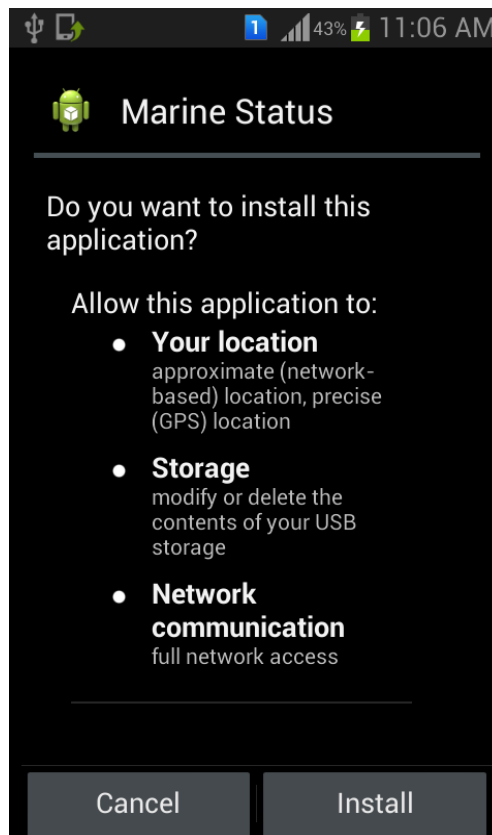 1 43% 11:06 AM
Marine Status
Do you want to install this
application?
Allow this application to:
Your location
approximate (network-
based) location, precise
(GPS) location
Storage
modify or delete the
contents of your USB
storage
Network
communication
full network access
Cancel Install